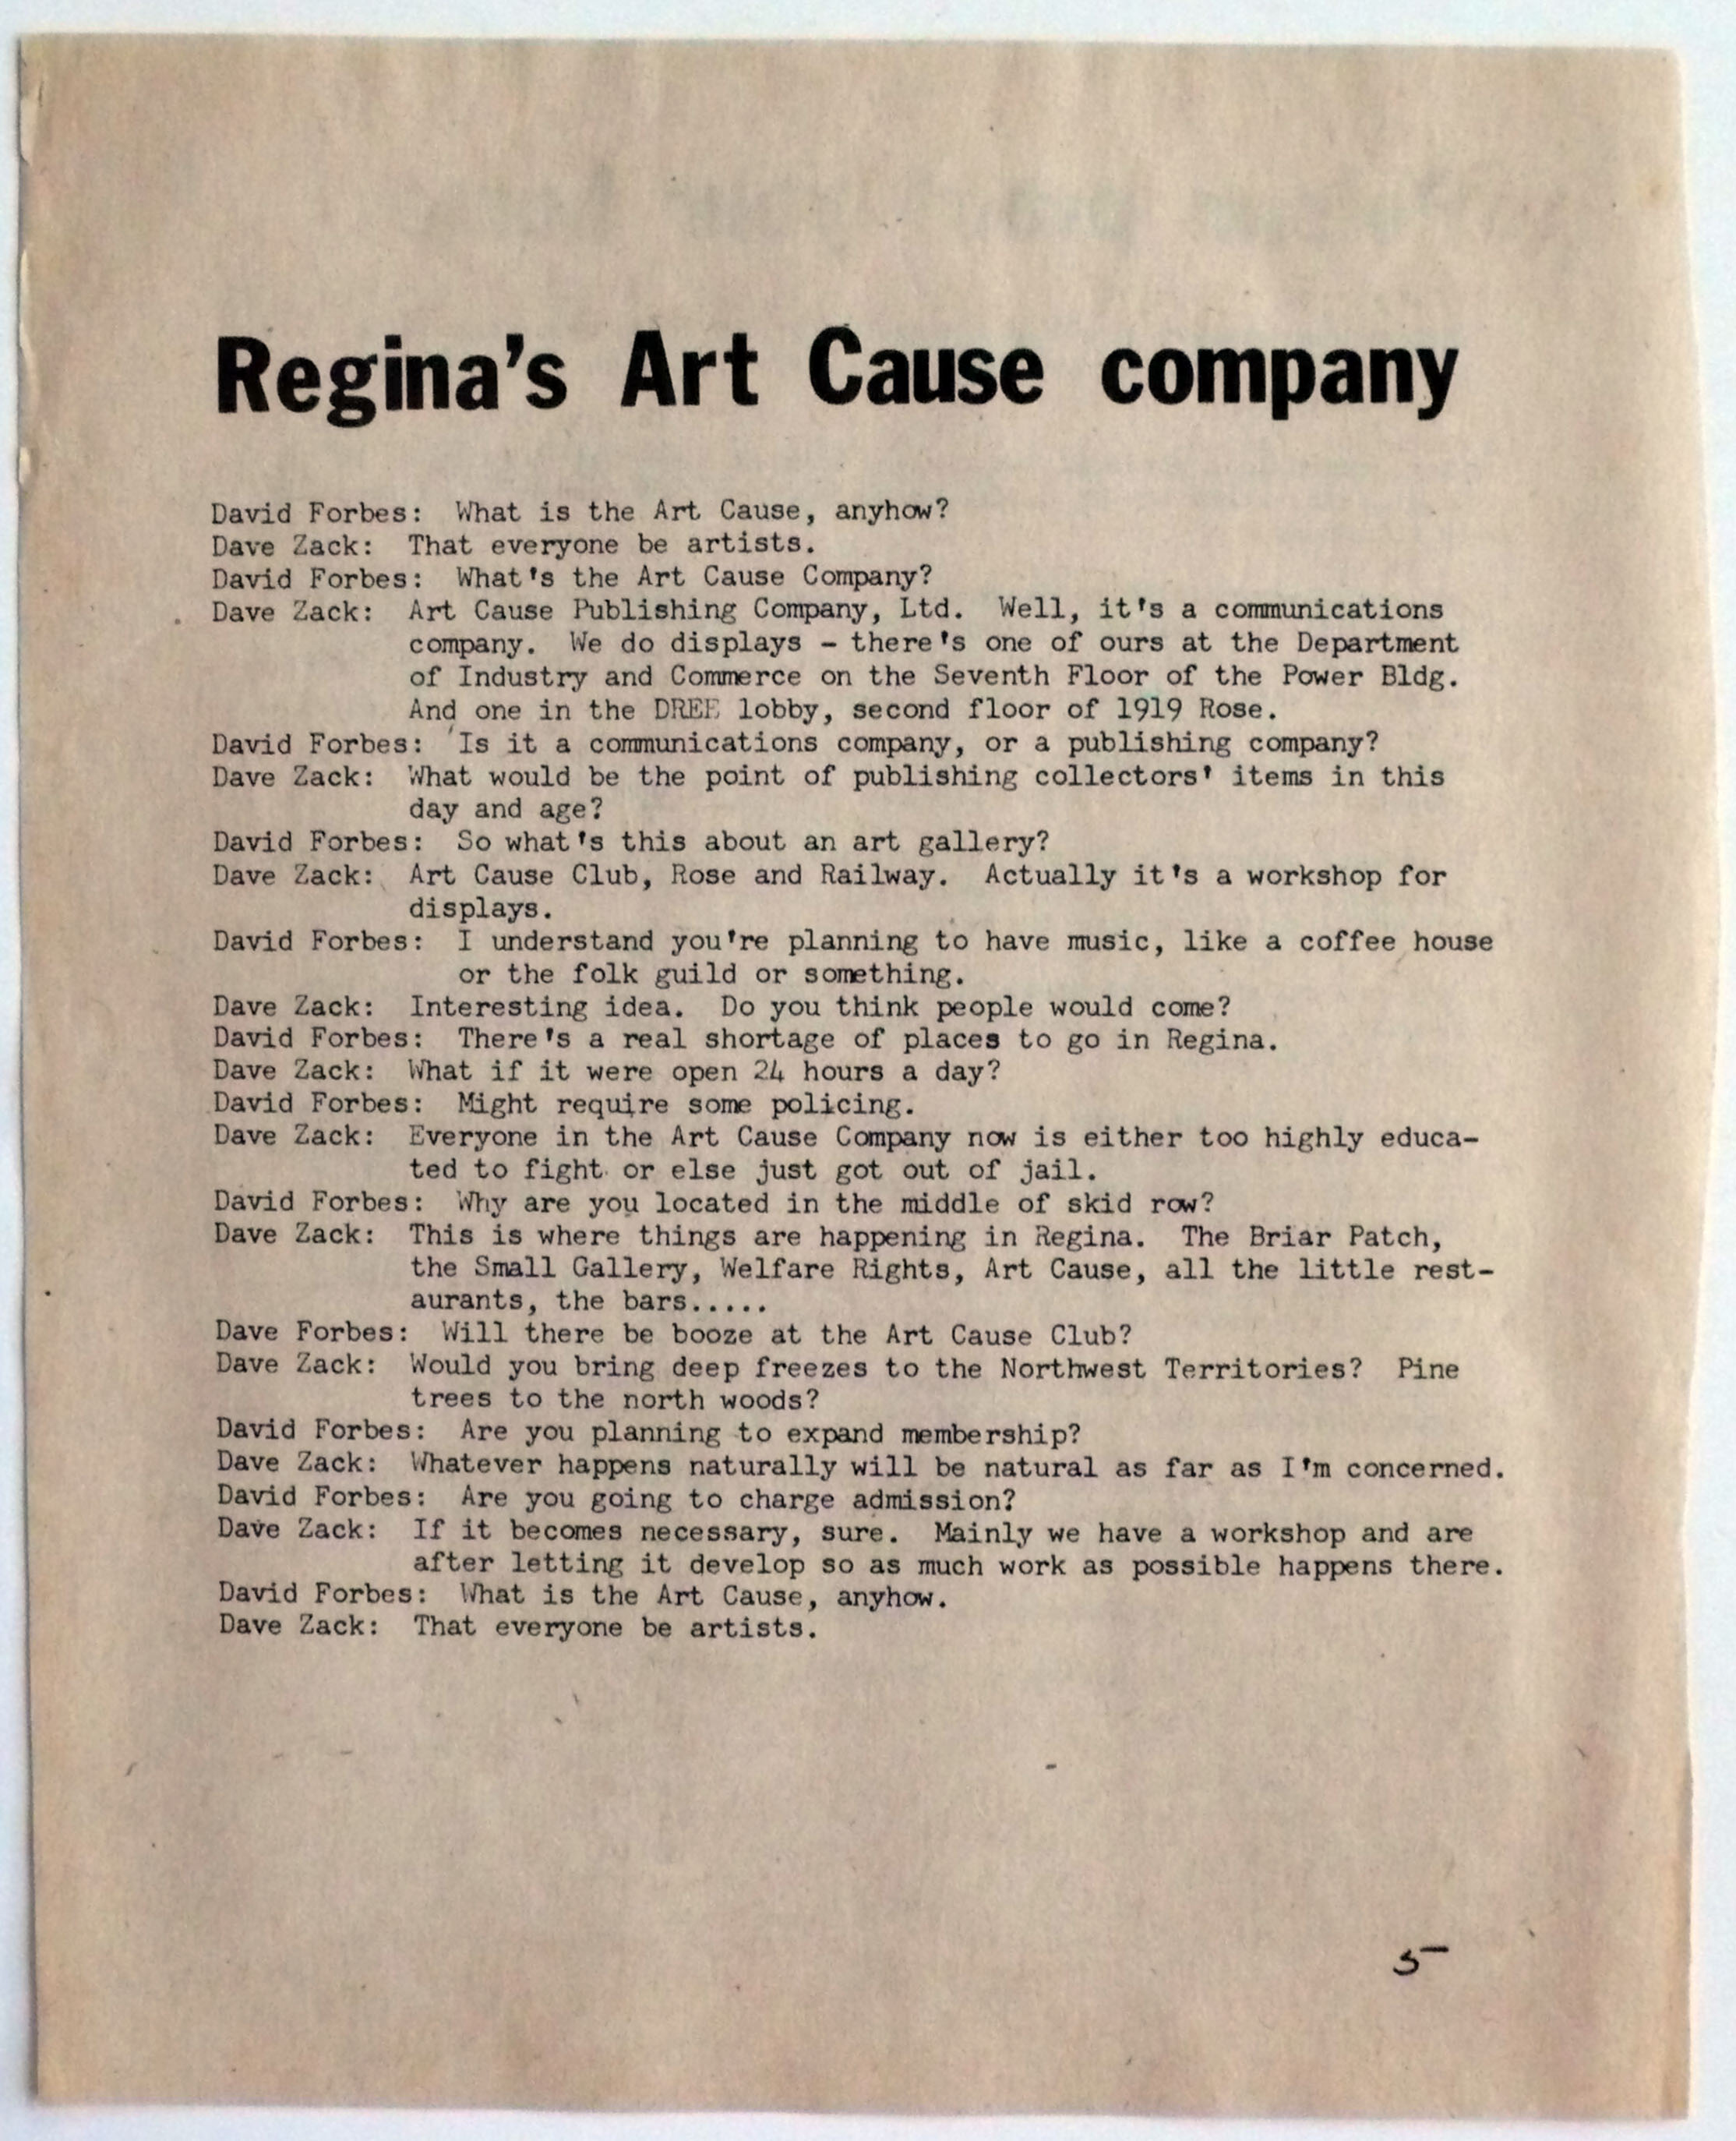 Regina's Art Cause company
David Forbes: What is the Art Cause, anyhow?
Dave Zack: That everyone be artists.
David Forbes: What's the Art Cause Company?
Dave Zack: Art Cause Publishing Company, Ltd. Well, it's a communications
company. We do displays - there's one of ours at the Department
of Industry and Commerce on the Seventh Floor of the Power Bldg.
And one in the DREE lobby, second floor of 1919 Rose.
David Forbes: Is it a communications company, or a publishing company?
Dave Zack: What would be the point of publishing collectors' items in this
day and age?
David Forbes: So what's this about an art gallery?
Dave Zack: Art Cause Club, Rose and Railway. Actually it's a workshop for
displays.
David Forbes: I understand you're planning to have music, like a coffee house
or the folk guild or something.
Dave Zack: Interesting idea. Do you think people would come?
David Forbes: There's a real shortage of places to go in Regina.
Dave Zack: What if it were open 24 hours a day?
David Forbes: Might require some policing.
Dave Zack: Everyone in the Art Cause Company now is either too highly educa-
ted to fight or else just got out of jail.
David Forbes: Why are you located in the middle of skid row?
Dave Zack: This is where things are happening in Regina. The Briar Patch,
the Small Gallery, Welfare Rights, Art Cause, all the little rest-
aurants, the bars.....
Dave Forbes: Will there be booze at the Art Cause Club?
Dave Zack: Would you bring deep freezes to the Northwest Territories? Pine
trees to the north woods?
David Forbes: Are you planning to expand membership?
Dave Zack: Whatever happens naturally will be natural as far as I'm concerned.
David Forbes: Are you going to charge admission?
Dave Zack: If it becomes necessary, sure. Mainly we have a workshop and are
after letting it develop so as much work as possible happens there.
David Forbes: What is the Art Cause, anyhow.
Dave Zack: That everyone be artists.
5